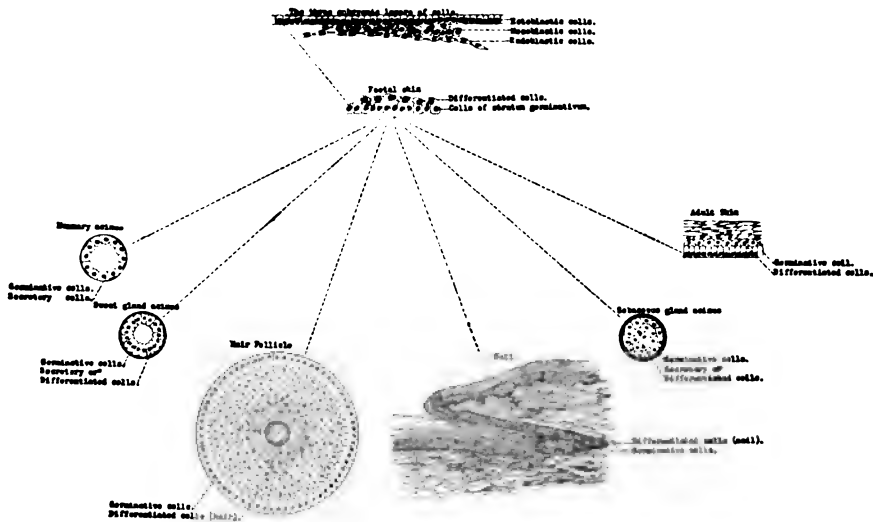 The three embryonic layers of cells.
Ectoblastic cells.
Mesoblastic cells.
Endoblastic cells.
Foetal skin
Differentiated cells.
Cells of stratum germinativum.
Mammary acinus
Germinative cells.
Secretory cells.
Adult Skin
Germinative cell.
Differentiated cells.
Sweat gland acinus
Germinative cells.
Secretory or
Differentiated cells.
Sebaceous gland acinus
Germinative cells.
Secretory or
Differentiated cells.
Hair Follicle
Germinative cells.
Differentiated cells (hair).
Nail
Differentiated cells (nail).
Germinative cells.